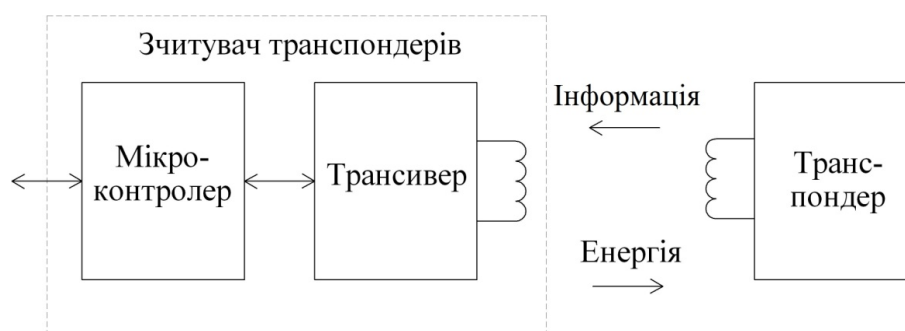 Зчитувач транспондерів
Мікро-
контролер
Трансивер
Інформація
Енергія
Транс-
пондер